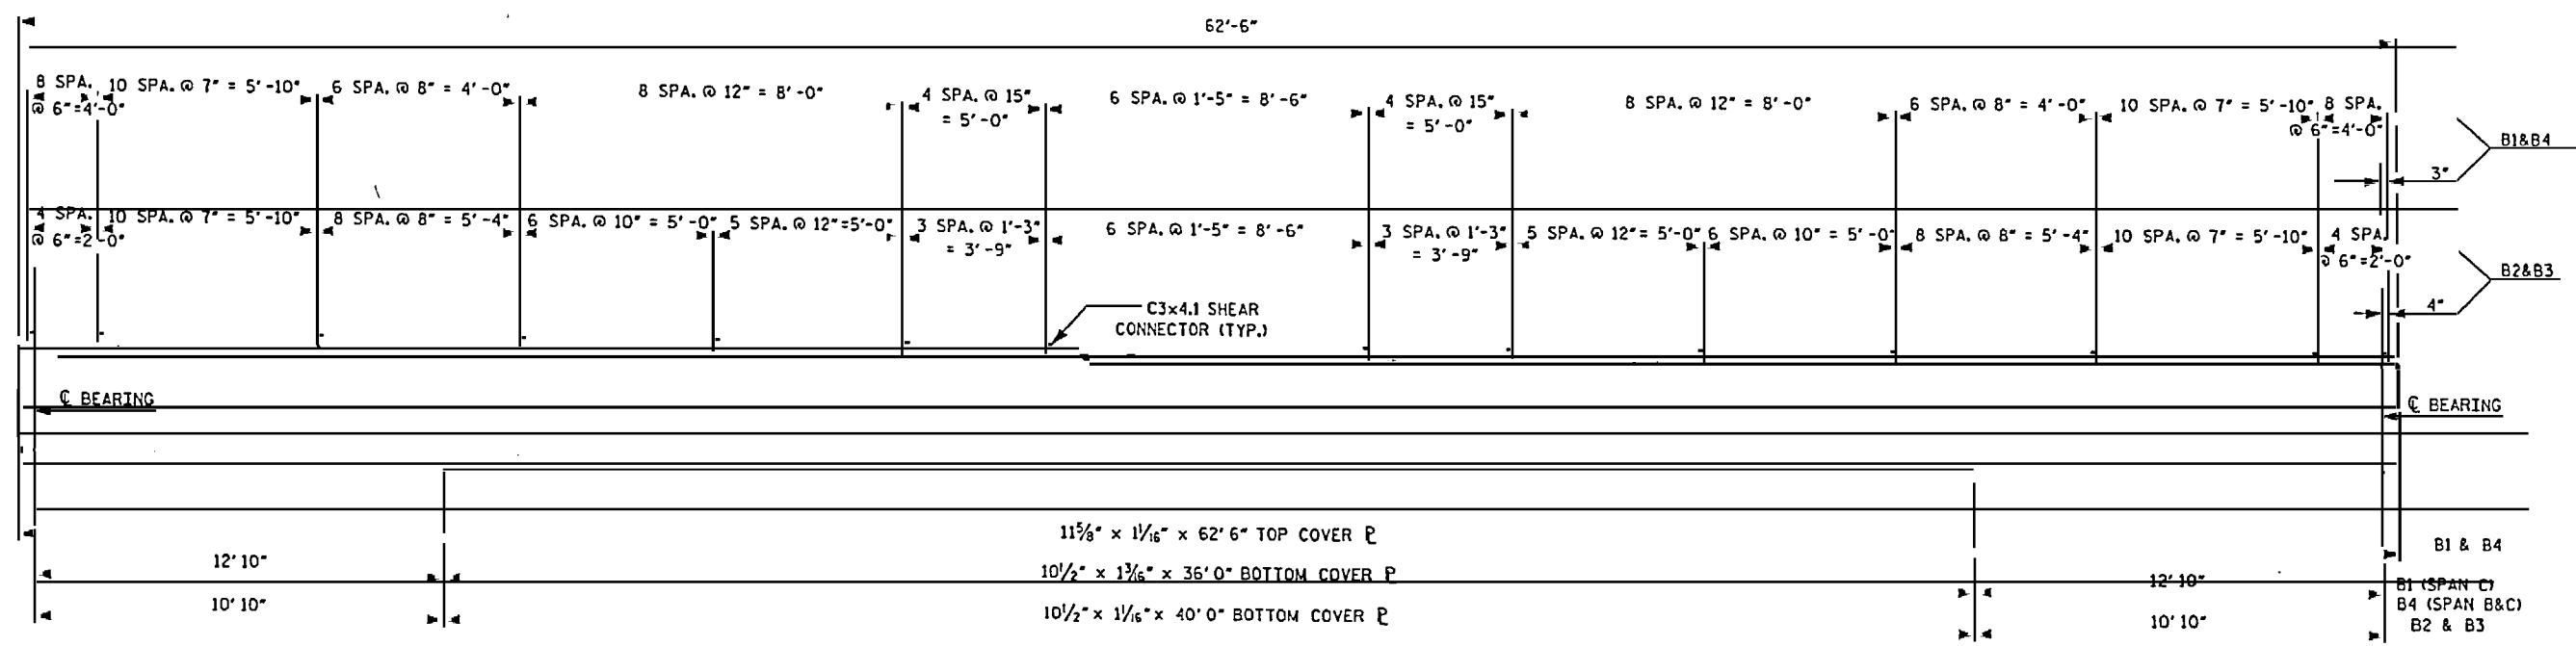 62'-6"
8 SPA. @ 6"=4'-0"
10 SPA. @ 7" = 5'-10"
6 SPA. @ 8" = 4'-0"
8 SPA. @ 12" = 8'-0"
4 SPA. @ 15" = 5'-0"
6 SPA. @ 1'-5" = 8'-6"
4 SPA. @ 15" = 5'-0"
8 SPA. @ 12" = 8'-0"
6 SPA. @ 8" = 4'-0"
10 SPA. @ 7" = 5'-10"
8 SPA. @ 6"=4'-0"
B1&B4
3"
4 SPA. @ 6"=2'-0"
10 SPA. @ 7" = 5'-10"
8 SPA. @ 8" = 5'-4"
6 SPA. @ 10" = 5'-0"
5 SPA. @ 12"=5'-0"
3 SPA. @ 1'-3" = 3'-9"
6 SPA. @ 1'-5" = 8'-6"
3 SPA. @ 1'-3" = 3'-9"
5 SPA. @ 12" = 5'-0"
6 SPA. @ 10" = 5'-0"
8 SPA. @ 8" = 5'-4"
10 SPA. @ 7" = 5'-10"
4 SPA. @ 6"=2'-0"
B2&B3
4"
C3x4.1 SHEAR
CONNECTOR (TYP.)
℄ BEARING
℄ BEARING
11⅝" x 1 1/16" x 62' 6" TOP COVER ⅊
B1 & B4
12'10"
10½" x 1 3/16" x 36' 0" BOTTOM COVER ⅊
12'10"
B1 (SPAN C)
B4 (SPAN B&C)
10'10"
10½" x 1 1/16" x 40' 0" BOTTOM COVER ⅊
10'10"
B2 & B3